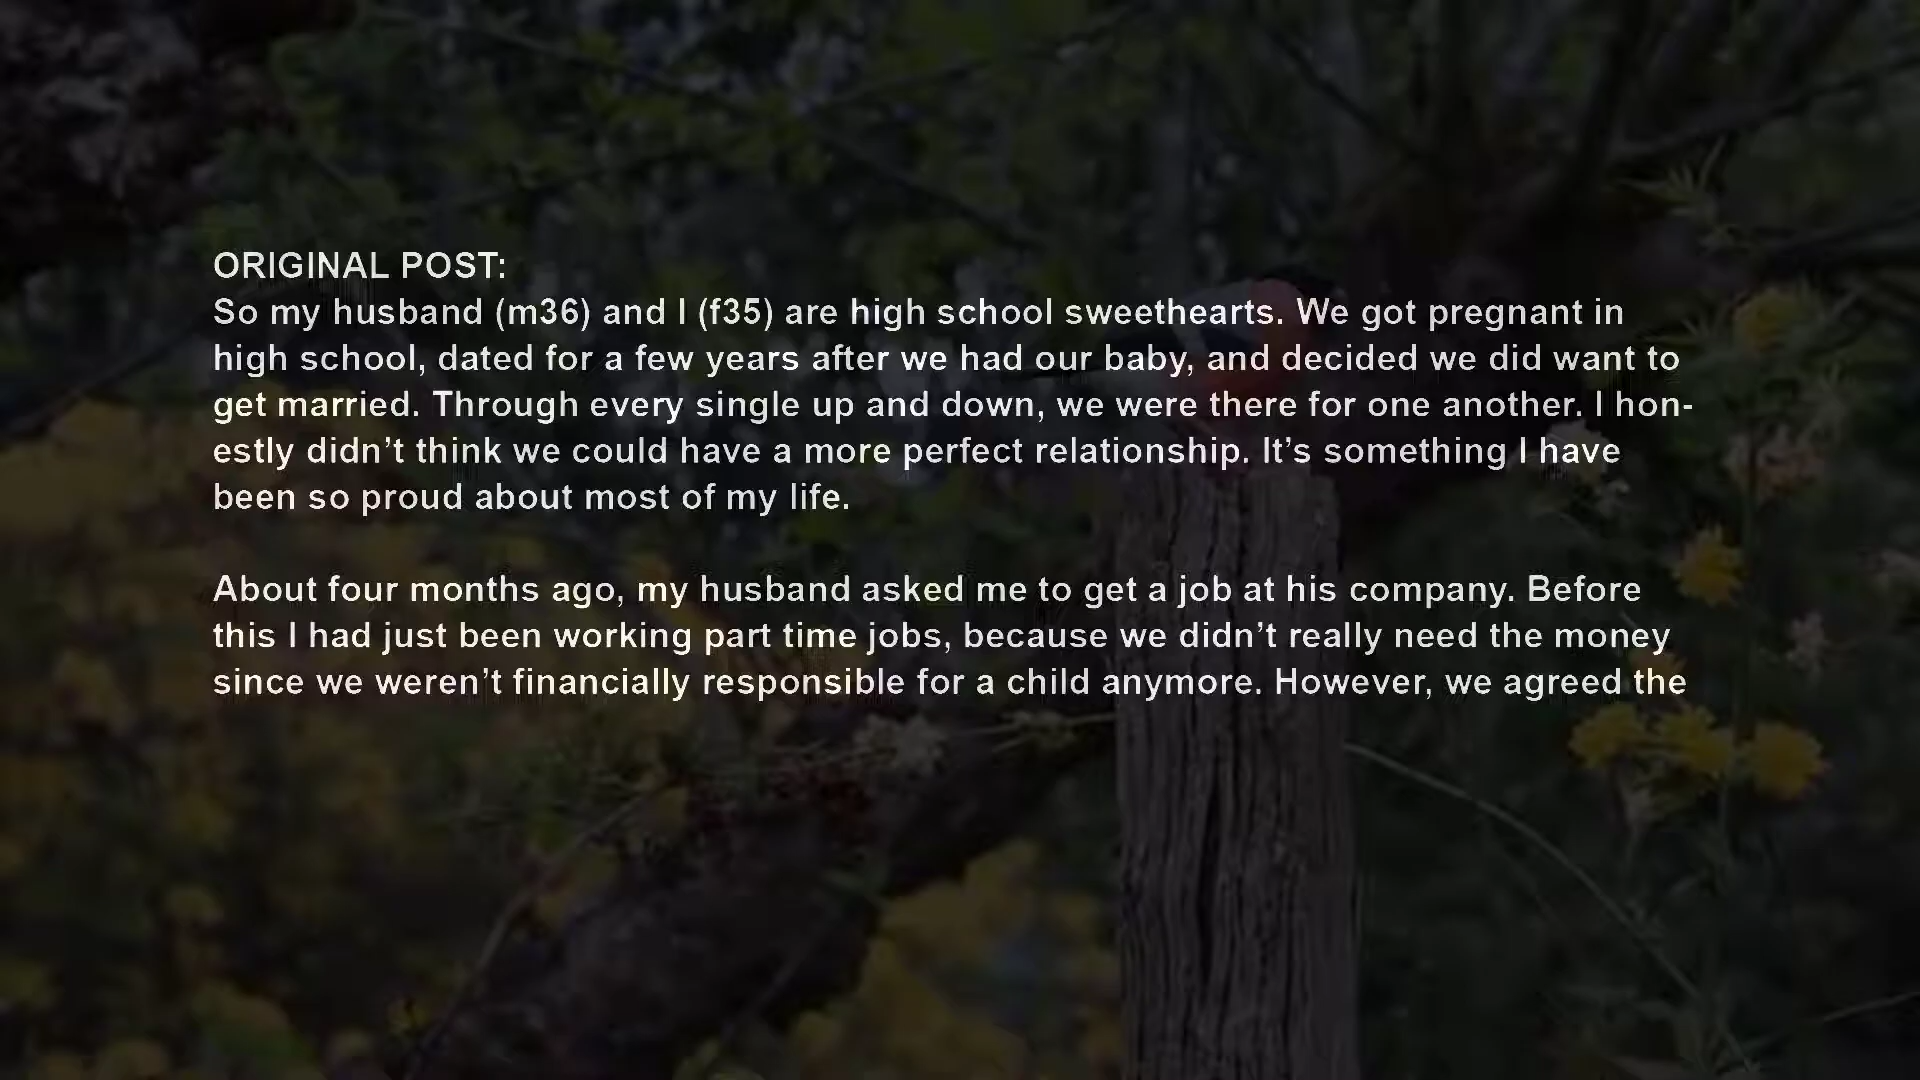 ORIGINAL POST:
So my husband (m36) and I (f35) are high school sweethearts. We got pregnant in
high school, dated for a few years after we had our baby, and decided we did want to
get married. Through every single up and down, we were there for one another. I hon-
estly didn’t think we could have a more perfect relationship. It’s something I have
been so proud about most of my life.
About four months ago, my husband asked me to get a job at his company. Before
this I had just been working part time jobs, because we didn’t really need the money
since we weren’t financially responsible for a child anymore. However, we agreed the